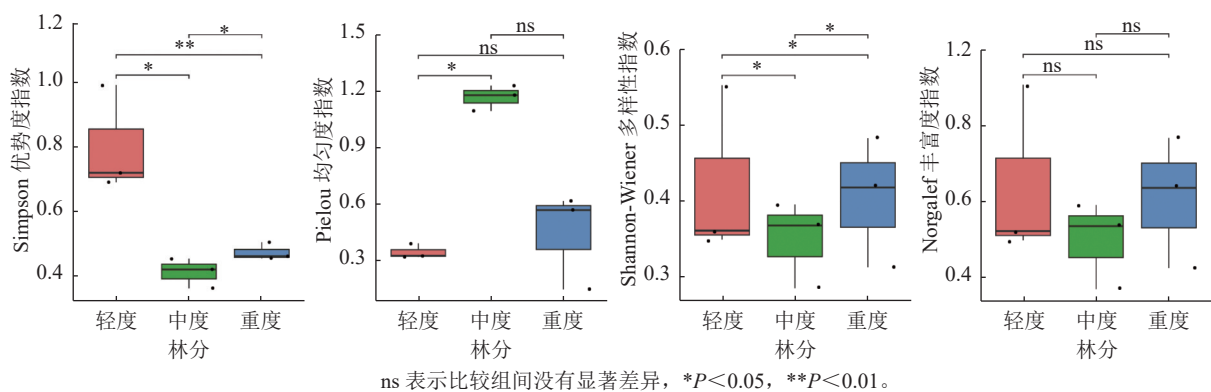 Simpson 优势度指数
1.0
0.8
0.6
0.4
*
**
*
轻度 中度 重度
林分
Pielou 均匀度指数
1.5
1.2
0.6
0.3
ns
ns
*
轻度 中度 重度
林分
Shannon-Wiener 多样性指数
0.6
0.5
0.4
0.3
*
*
*
轻度 中度 重度
林分
Norgalef 丰富度指数
1.2
0.8
0.6
0.4
ns
ns
ns
轻度 中度 重度
林分
ns 表示比较组间没有显著差异，*P＜0.05，**P＜0.01。